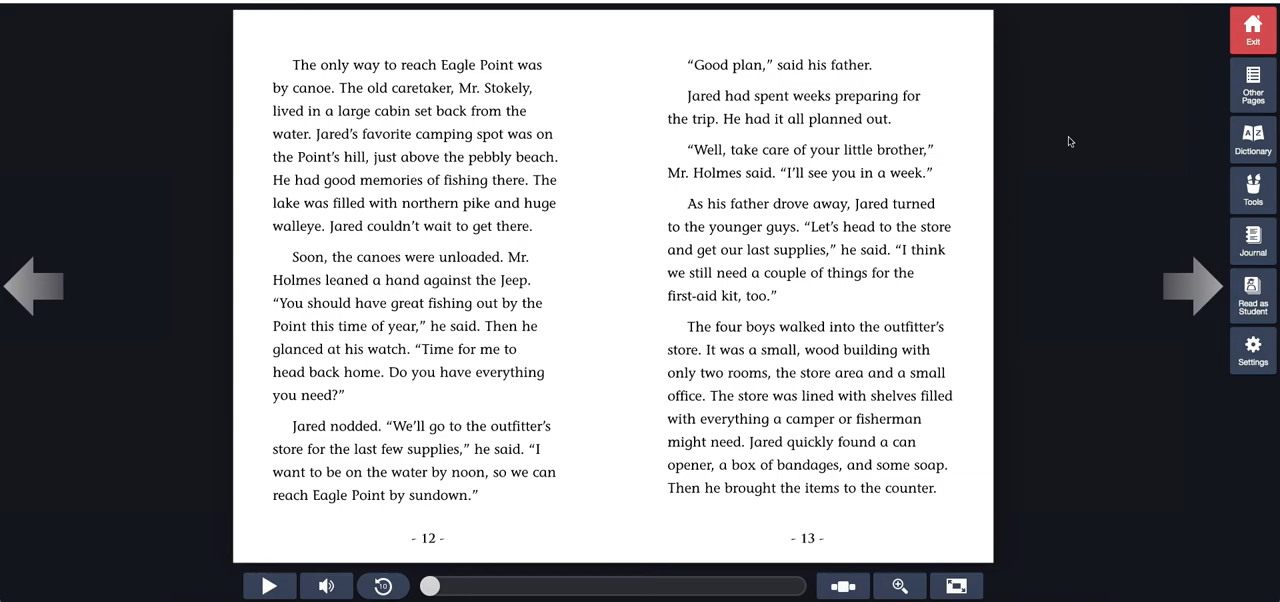 The only way to reach Eagle Point was
by canoe. The old caretaker, Mr. Stokely,
lived in a large cabin set back from the
water. Jared’s favorite camping spot was on
the Point’s hill, just above the pebbly beach.
He had good memories of fishing there. The
lake was filled with northern pike and huge
walleye. Jared couldn’t wait to get there.
Soon, the canoes were unloaded. Mr.
Holmes leaned a hand against the Jeep.
“You should have great fishing out by the
Point this time of year,” he said. Then he
glanced at his watch. “Time for me to
head back home. Do you have everything
you need?”
Jared nodded. “We’ll go to the outfitter’s
store for the last few supplies,” he said. “I
want to be on the water by noon, so we can
reach Eagle Point by sundown.”
- 12 -
“Good plan,” said his father.
Jared had spent weeks preparing for
the trip. He had it all planned out.
“Well, take care of your little brother,”
Mr. Holmes said. “I’ll see you in a week.”
As his father drove away, Jared turned
to the younger guys. “Let’s head to the store
and get our last supplies,” he said. “I think
we still need a couple of things for the
first-aid kit, too.”
The four boys walked into the outfitter’s
store. It was a small, wood building with
only two rooms, the store area and a small
office. The store was lined with shelves filled
with everything a camper or fisherman
might need. Jared quickly found a can
opener, a box of bandages, and some soap.
Then he brought the items to the counter.
- 13 -
Exit
Other
Pages
A Z
Dictionary
Tools
Journal
Read as
Student
Settings
10